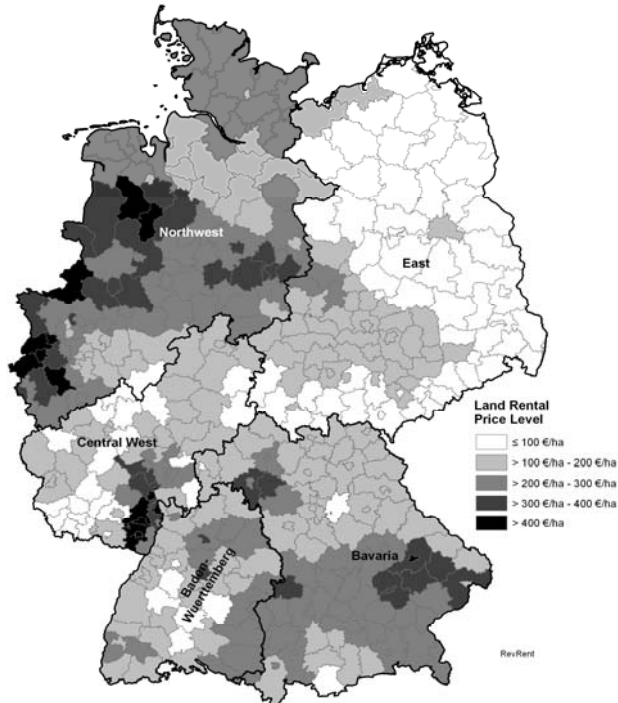 Northwest
East
Central West
Baden-
Wuerttemberg
Bavaria
Land Rental
Price Level
≤ 100 €/ha
> 100 €/ha - 200 €/ha
> 200 €/ha - 300 €/ha
> 300 €/ha - 400 €/ha
> 400 €/ha
RevRent